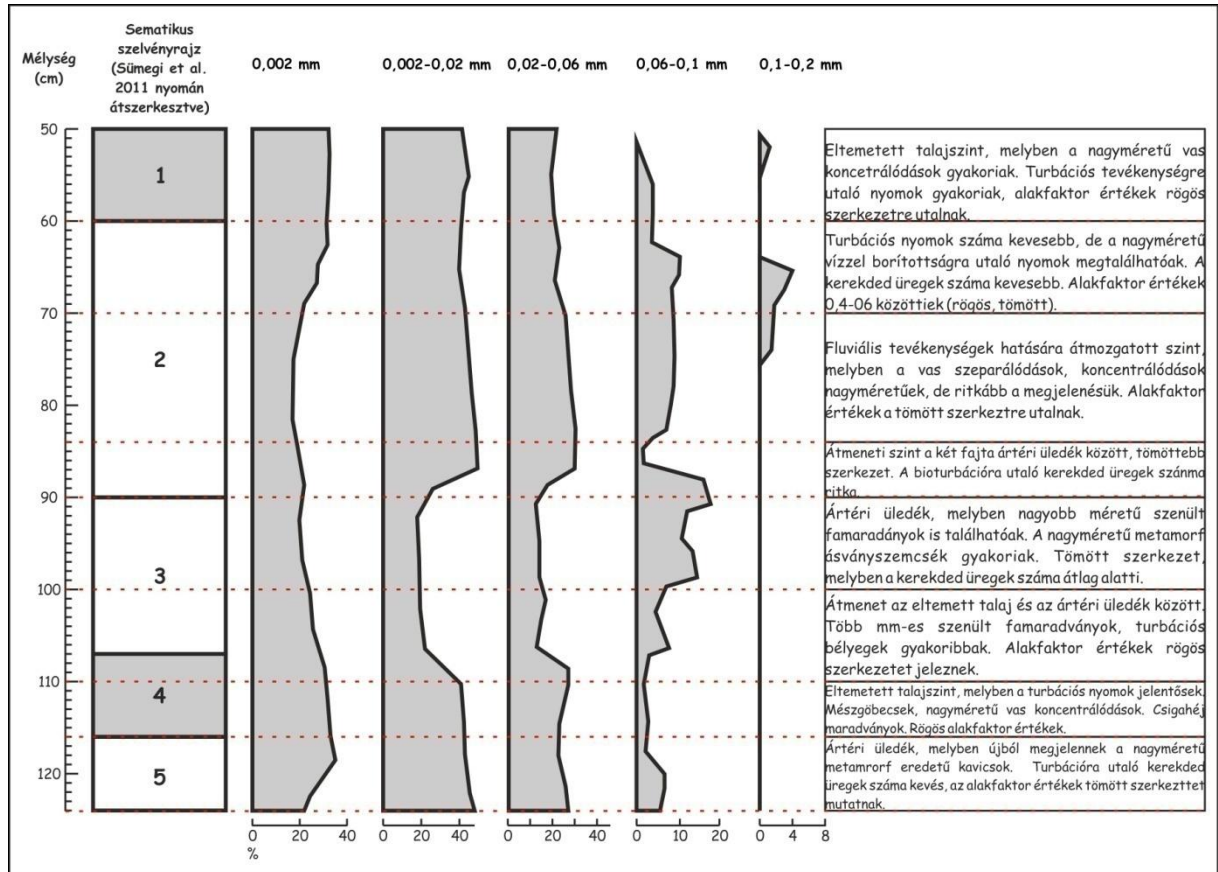 Sematikus
szelvényrajz
(Sümegi et al.
2011 nyomán
átszerkesztve)
Mélység
(cm)
0,002 mm
0,002-0,02 mm
0,02-0,06 mm
0,06-0,1 mm
0,1-0,2 mm
50
60
70
80
90
100
110
120
1
2
3
4
5
Eltemetett talajszint, melyben a nagyméretű vas
koncetrálódások gyakoriak. Turbációs tevékenységre
utaló nyomok gyakoriak, alakfaktor értékek rögös
szerkezetre utalnak.
Turbációs nyomok száma kevesebb, de a nagyméretű
vízzel borítottságra utaló nyomok megtalálhatóak. A
kerekded üregek száma kevesebb. Alakfaktor értékek
0,4-06 közöttiek (rögös, tömött).
Fluviális tevékenységek hatására átmozgatott szint,
melyben a vas szeparálódások, koncentrálódások
nagyméretűek, de ritkább a megjelenésük. Alakfaktor
értékek a tömött szerkeztre utalnak.
Átmeneti szint a két fajta ártéri üledék között, tömöttebb
szerkezet. A bioturbációra utaló kerekded üregek szánma
ritka.
Ártéri üledék, melyben nagyobb méretű szenült
famaradányok is találhatóak. A nagyméretű metamorf
ásványszemcsék gyakoriak. Tömött szerkezet,
melyben a kerekded üregek száma átlag alatti.
Átmenet az eltemett talaj és az ártéri üledék között.
Több mm-es szenült famaradványok, turbációs
bélyegek gyakoribbak. Alakfaktor értékek rögös
szerkezetet jeleznek.
Eltemetett talajszint, melyben a turbációs nyomok jelentősek.
Mészgöbecsek, nagyméretű vas koncentrálódások. Csigahéj
maradványok. Rögös alakfaktor értékek.
Ártéri üledék, melyben újból megjelennek a nagyméretű
metamrorf eredetű kavicsok. Turbációra utaló kerekded
üregek száma kevés, az alakfaktor értékek tömött szerkezttet
mutatnak.
0 20 40
%
0 20 40
0 20 40
0 10 20
0 4 8